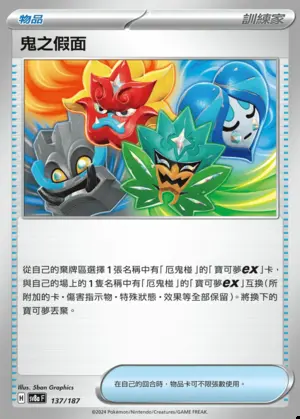 物品
訓練家
鬼之假面
從自己的棄牌區選擇1張名稱中有「厄鬼椪」的「寶可夢ex」卡,
與自己的場上的1隻名稱中有「厄鬼椪」的「寶可夢ex」互換(所
附加的卡、傷害指示物、特殊狀態、效果等全部保留)。將換下的
寶可夢丟棄。
Illus. 5ban Graphics
H sv8a F 137/187
在自己的回合時,物品卡可不限張數使用。
©2024 Pokémon/Nintendo/Creatures/GAME FREAK.